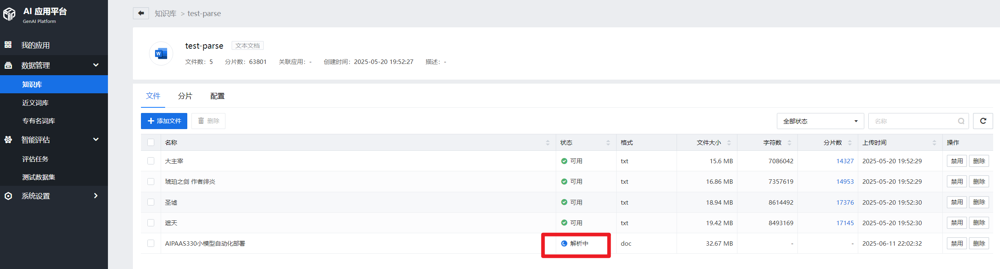 AI 应用平台
GenAI Platform
我的应用
数据管理
知识库
近义词库
专有名词库
智能评估
评估任务
测试数据集
系统设置
知识库 > test-parse
test-parse 文本文档
文件数: 5 分片数: 63801 关联应用: - 创建时间: 2025-05-20 19:52:27 描述: -
文件 分片 配置
添加文件 删除 全部状态 名称
名称 状态 格式 文件大小 字符数 分片数 上传时间 操作
大主宰 可用 txt 15.6 MB 7086042 14327 2025-05-20 19:52:29 禁用 删除
琥珀之剑 作者绯炎 可用 txt 16.86 MB 7357619 14953 2025-05-20 19:52:29 禁用 删除
圣墟 可用 txt 18.94 MB 8614492 17376 2025-05-20 19:52:30 禁用 删除
遮天 可用 txt 19.42 MB 8493169 17145 2025-05-20 19:52:30 禁用 删除
AIPAAS330小模型自动化部署 解析中 doc 32.67 MB - - 2025-06-11 22:02:32 禁用 删除